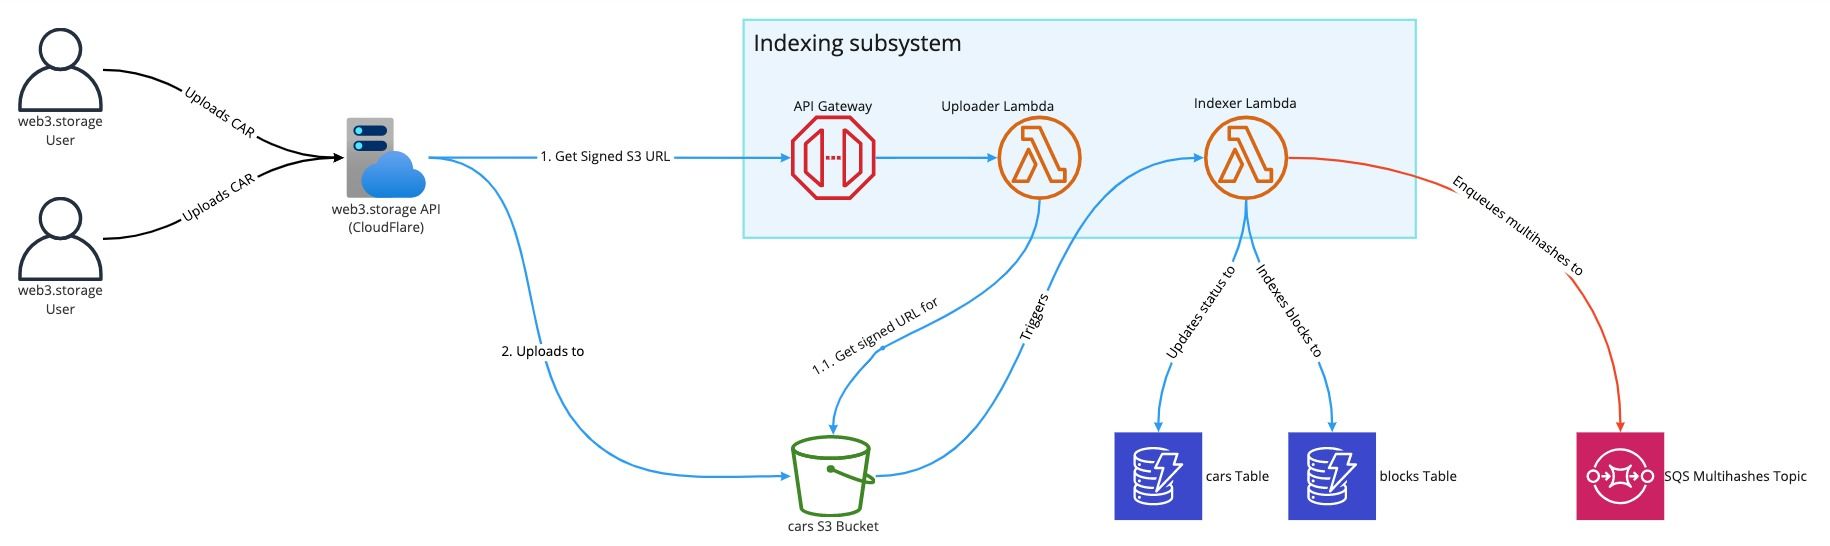 Indexing subsystem
web3.storage
User
web3.storage
User
Uploads CAR
Uploads CAR
web3.storage API
(CloudFlare)
1. Get Signed S3 URL
API Gateway
Uploader Lambda
Indexer Lambda
2. Uploads to
1.1. Get signed URL for
Triggers
Updates status to
Indexes blocks to
Enqueues multihashes to
cars S3 Bucket
cars Table
blocks Table
SQS Multihashes Topic